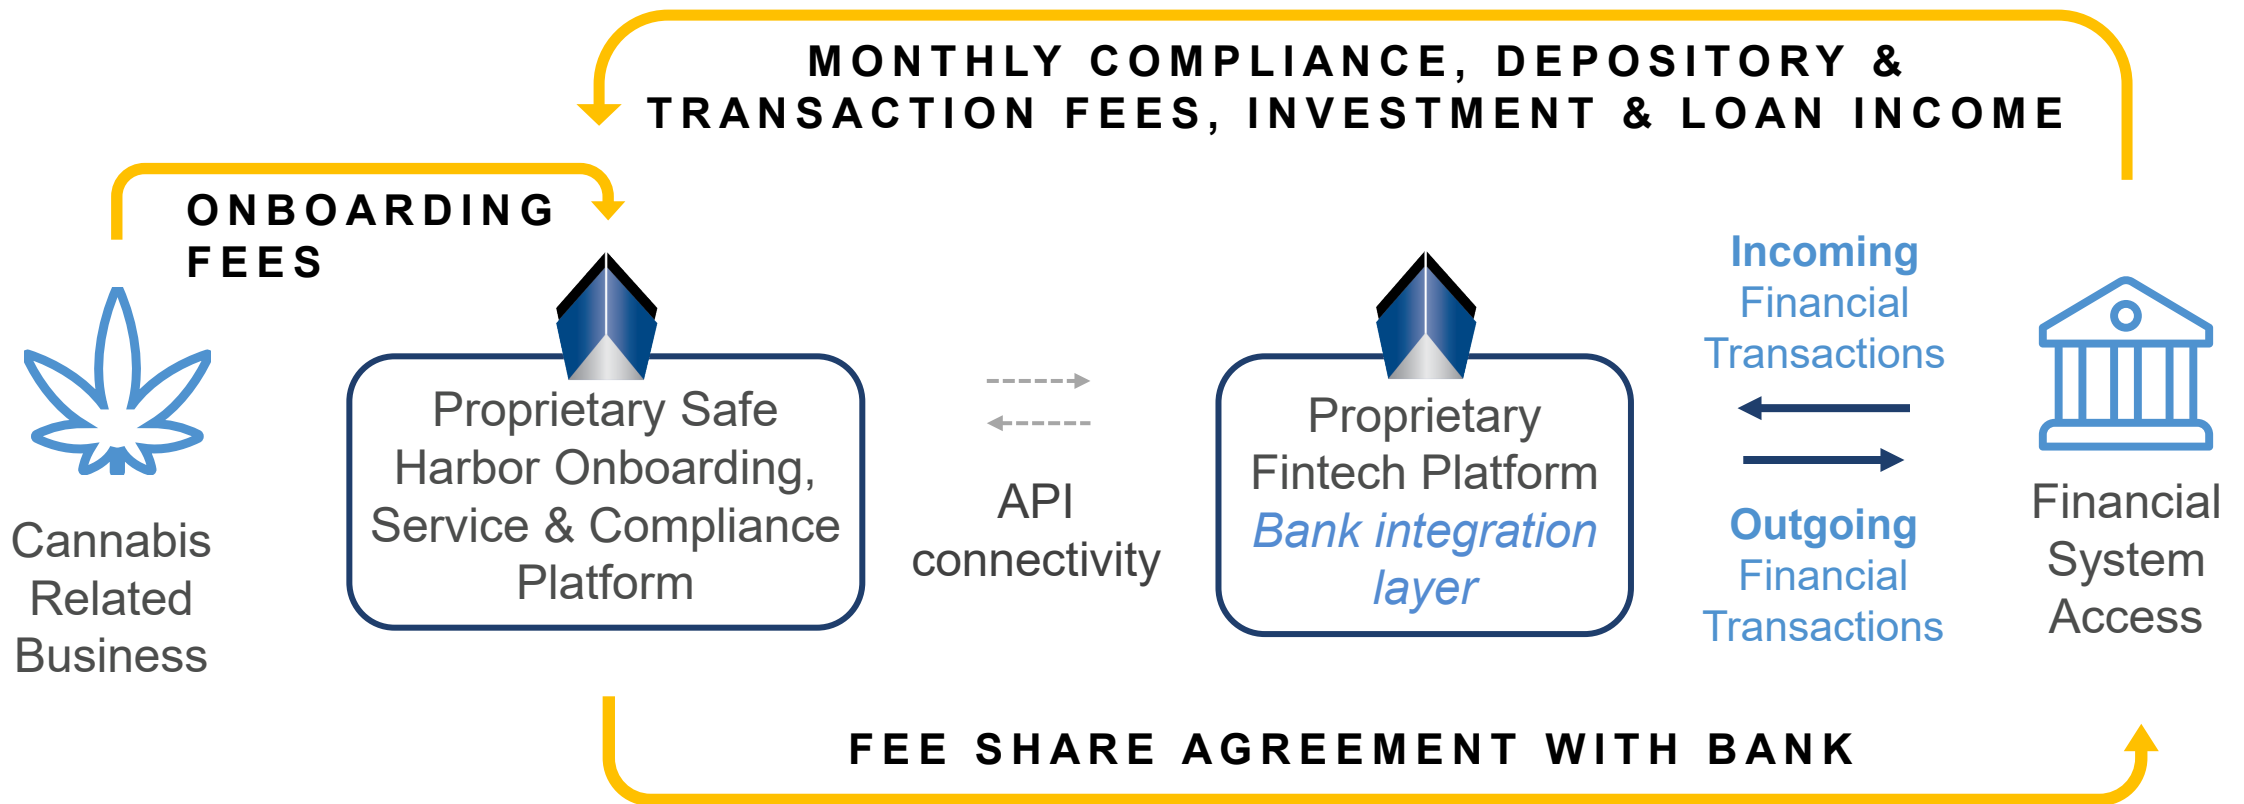 MONTHLY COMPLIANCE, DEPOSITORY &
TRANSACTION FEES, INVESTMENT & LOAN INCOME
ONBOARDING
FEES
Cannabis
Related
Business
Proprietary Safe
Harbor Onboarding,
Service & Compliance
Platform
API
connectivity
Proprietary
Fintech Platform
Bank integration
layer
Incoming
Financial
Transactions
Outgoing
Financial
Transactions
Financial
System
Access
FEE SHARE AGREEMENT WITH BANK